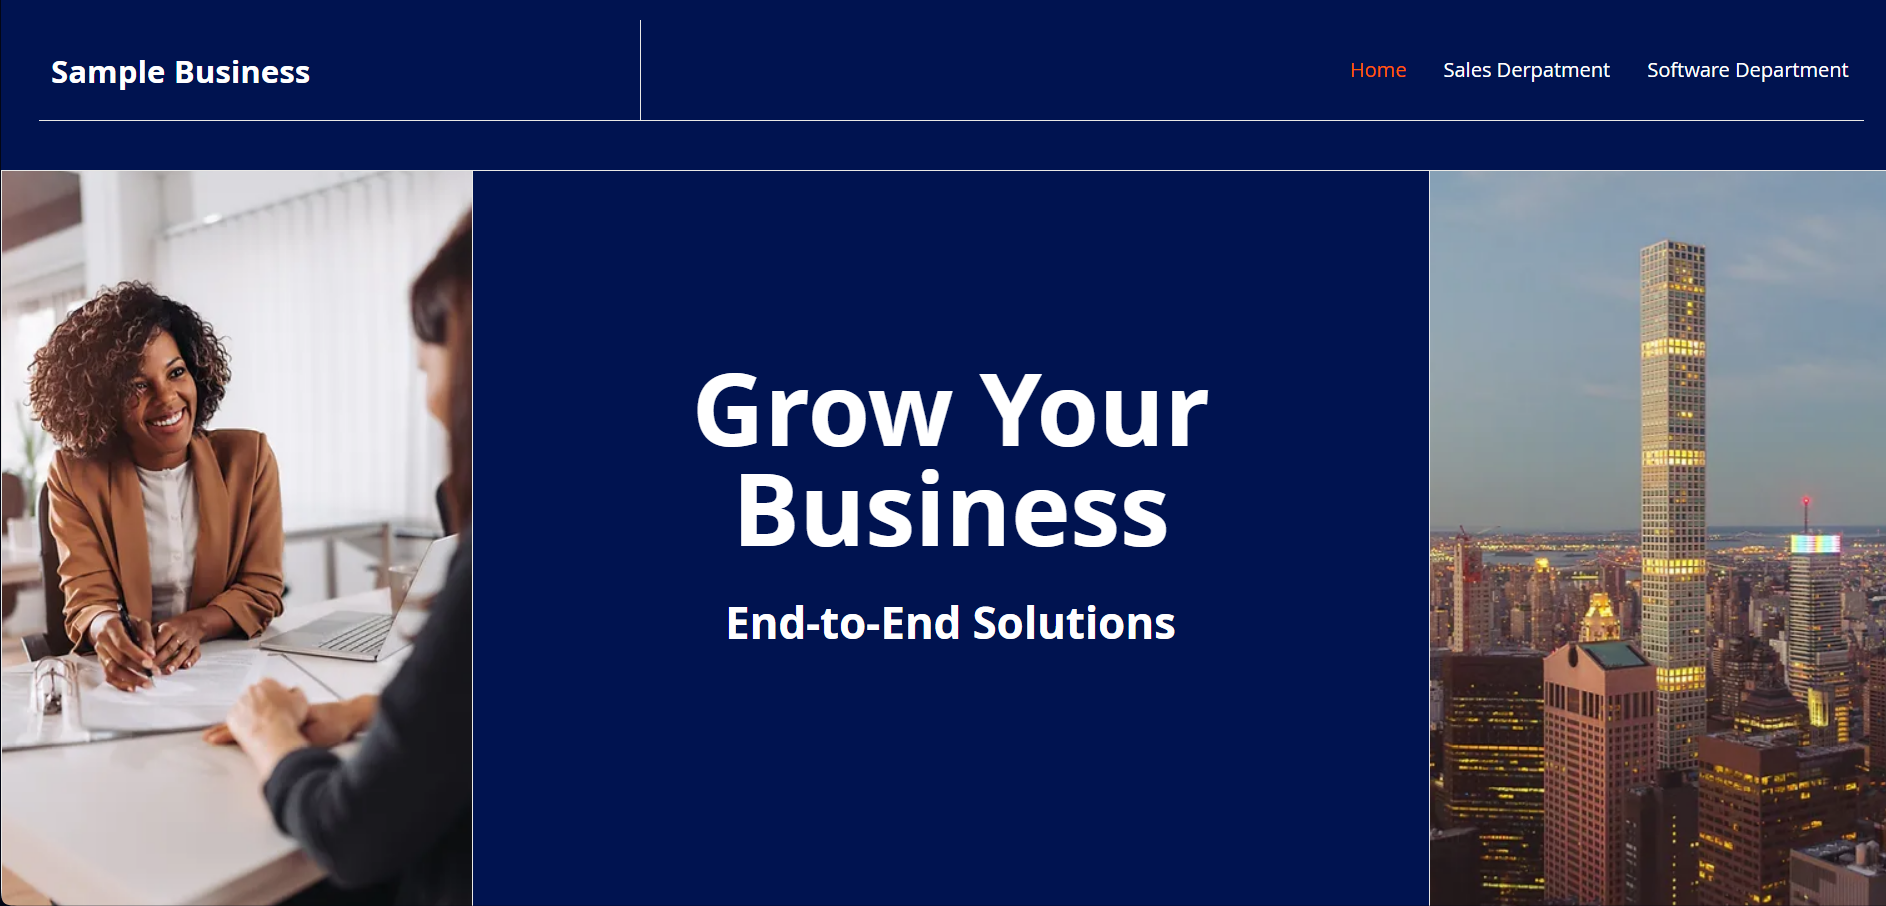 Sample Business
Home Sales Derpatment Software Department
Grow Your
Business
End-to-End Solutions